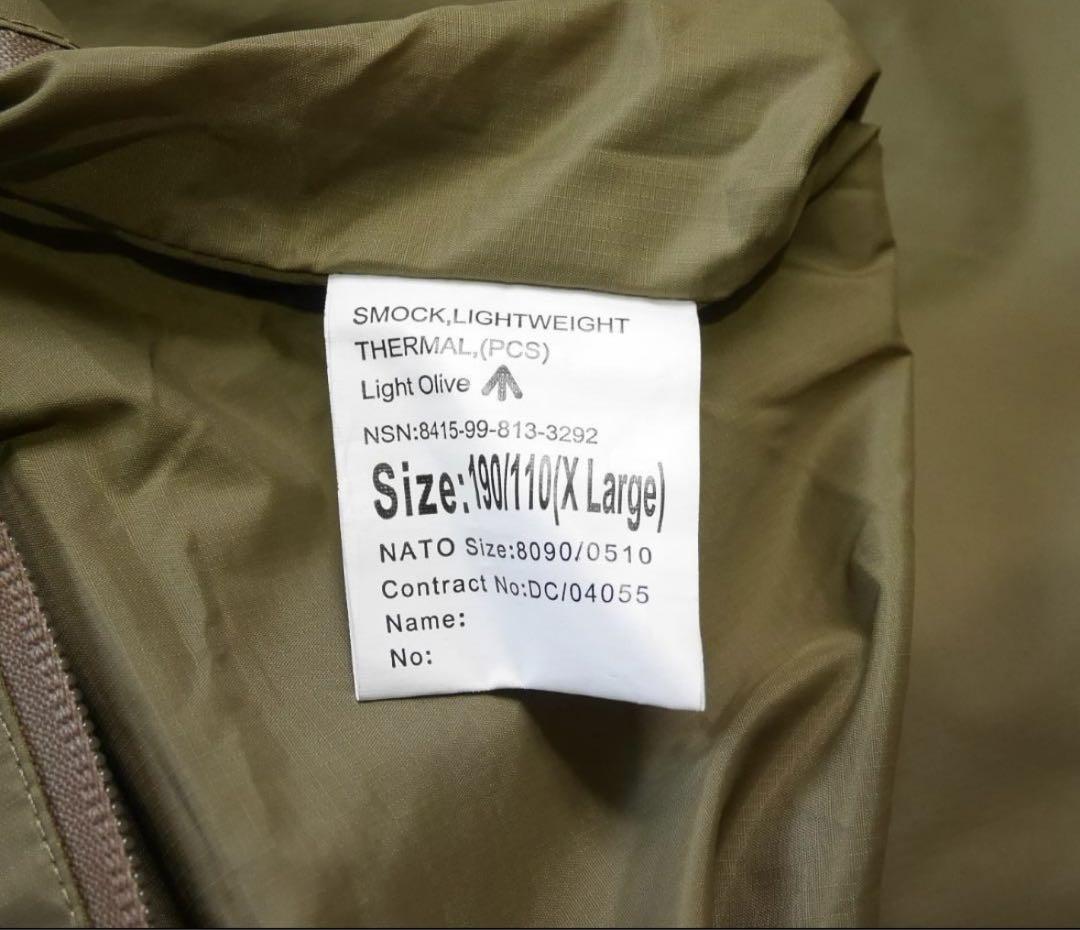 SMOCK,LIGHTWEIGHT
THERMAL,(PCS)
Light Olive
NSN:8415-99-813-3292
Size:190/110(X Large)
NATO Size:8090/0510
Contract No:DC/04055
Name:
No: